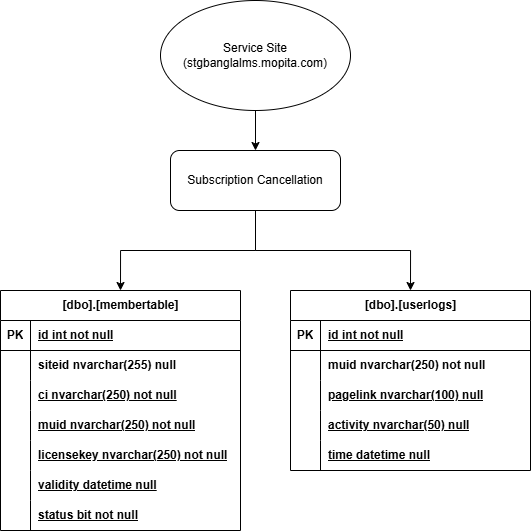 Service Site
(stgbanglalms.mopita.com)
Subscription Cancellation
[dbo].[membertable]
PK id int not null
siteid nvarchar(255) null
ci nvarchar(250) not null
muid nvarchar(250) not null
licensekey nvarchar(250) not null
validity datetime null
status bit not null
[dbo].[userlogs]
PK id int not null
muid nvarchar(250) not null
pagelink nvarchar(100) null
activity nvarchar(50) null
time datetime null